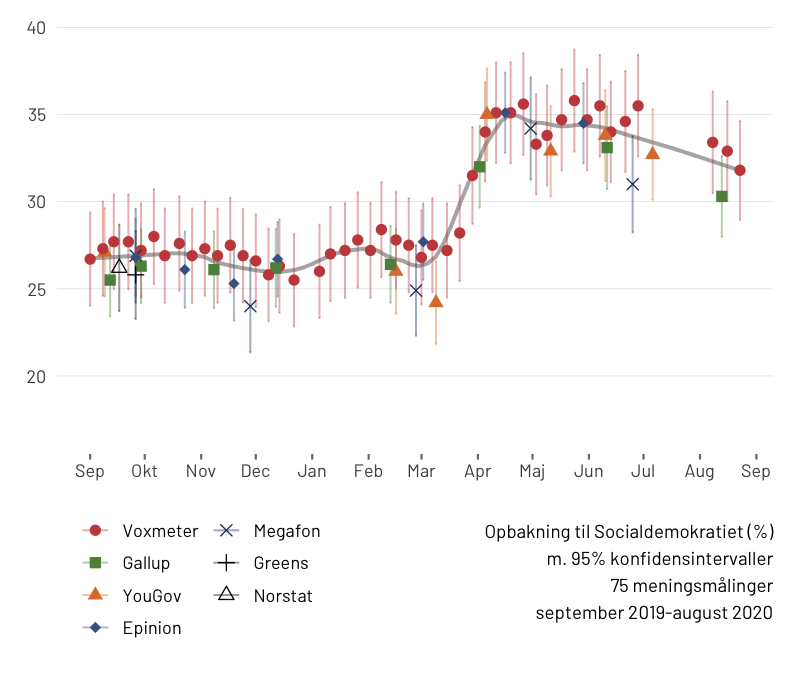 40
35
30
25
20
Sep Okt Nov Dec Jan Feb Mar Apr Maj Jun Jul Aug Sep
Voxmeter Megafon
Gallup Greens
YouGov Norstat
Epinion
Opbakning til Socialdemokratiet (%)
m. 95% konfidensintervaller
75 meningsmålinger
september 2019-august 2020